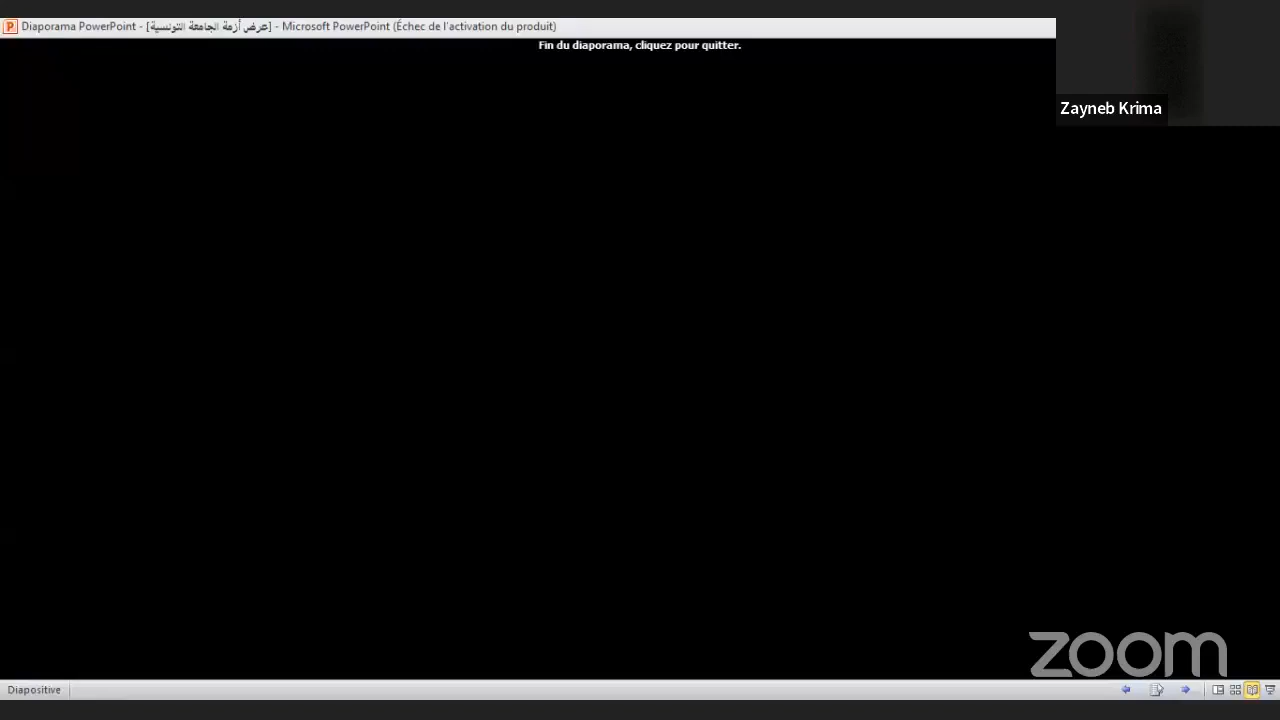 Diaporama PowerPoint - [عرض أزمة الجامعة التونسية] - Microsoft PowerPoint (Échec de l'activation du produit)
Fin du diaporama, cliquez pour quitter.
Zayneb Krima
zoom
Diapositive